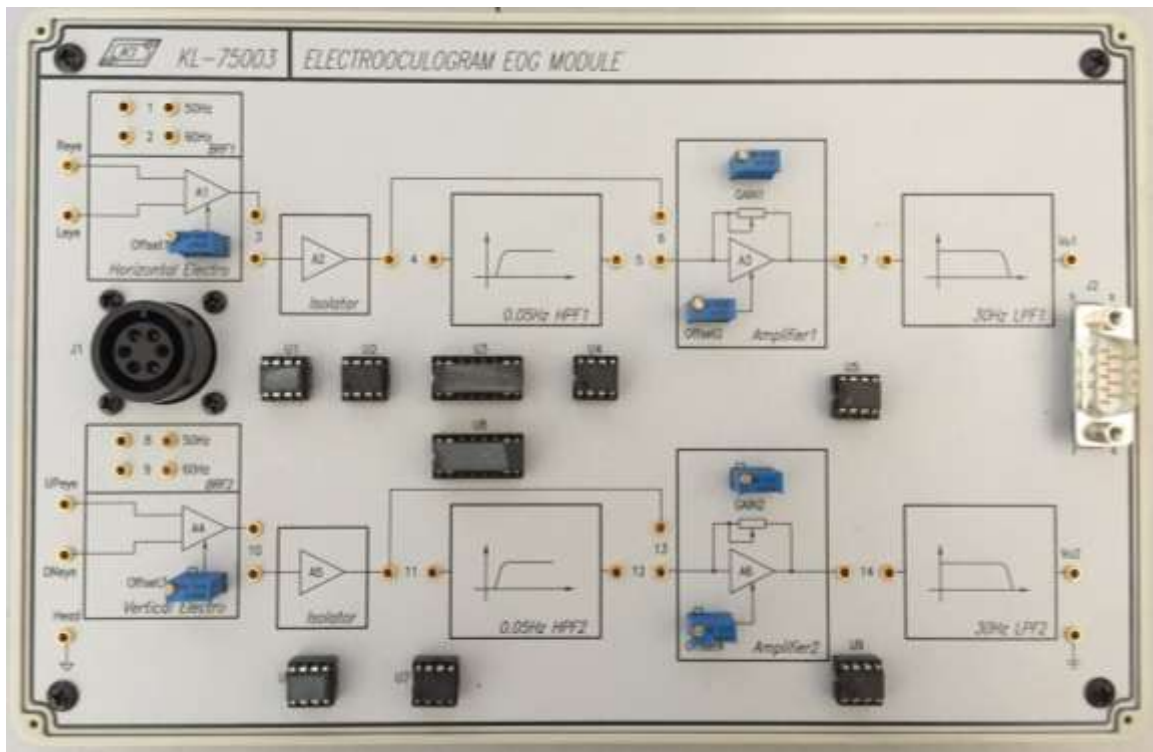 KL-75003 ELECTROOCULOGRAM EOG MODULE
1 50Hz
2 60Hz
BRF1
Reye
A1
Leye
3
Offset1
Horizontal Electro
A2
Isolator
4
0.05Hz HPF1
5
6
GAIN1
A3
Offset2
Amplifier1
7
30Hz LPF1
Vo1
J2
J1
U1
U2
U3
U4
U5
8 50Hz
9 60Hz
BRF2
UPeye
A4
DNeye
10
Offset3
Vertical Electro
Head
A5
Isolator
11
0.05Hz HPF2
12
13
GAIN2
A6
Amplifier2
14
30Hz LPF2
Vo2
U7